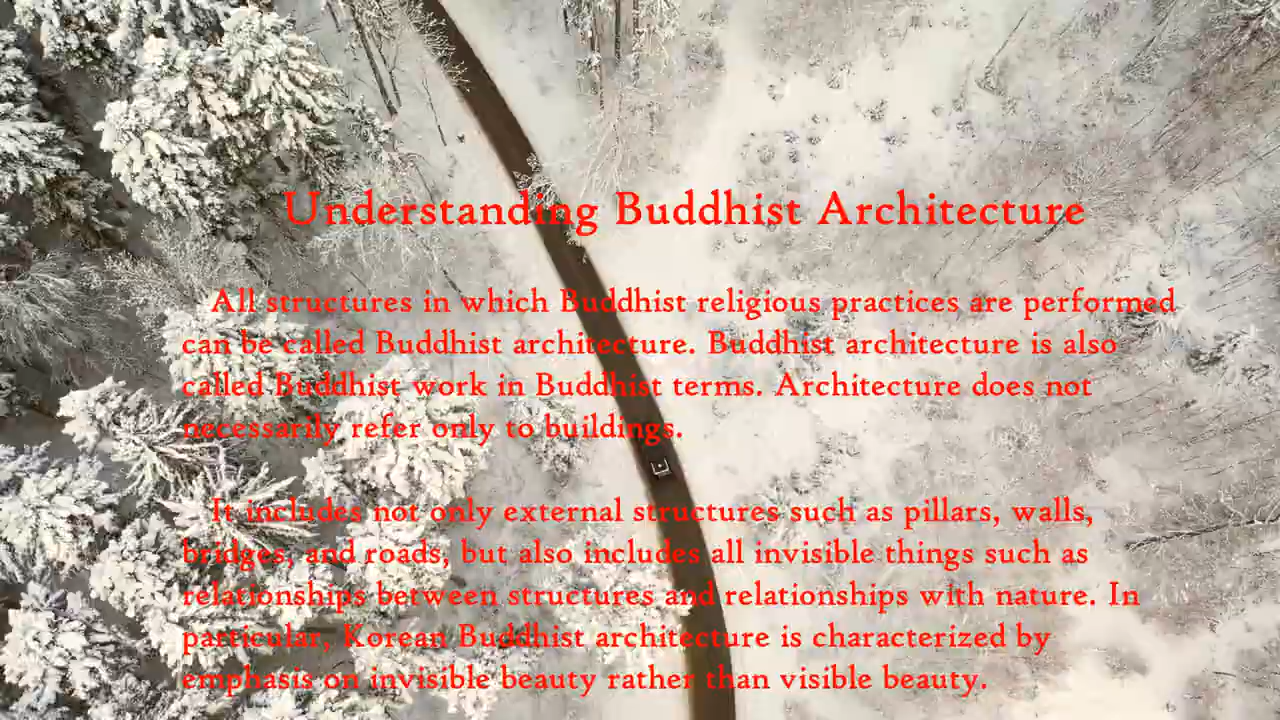 Understanding Buddhist Architecture
All structures in which Buddhist religious practices are performed
can be called Buddhist architecture. Buddhist architecture is also
called Buddhist work in Buddhist terms. Architecture does not
necessarily refer only to buildings.
It includes not only external structures such as pillars, walls,
bridges, and roads, but also includes all invisible things such as
relationships between structures and relationships with nature. In
particular, Korean Buddhist architecture is characterized by
emphasis on invisible beauty rather than visible beauty.